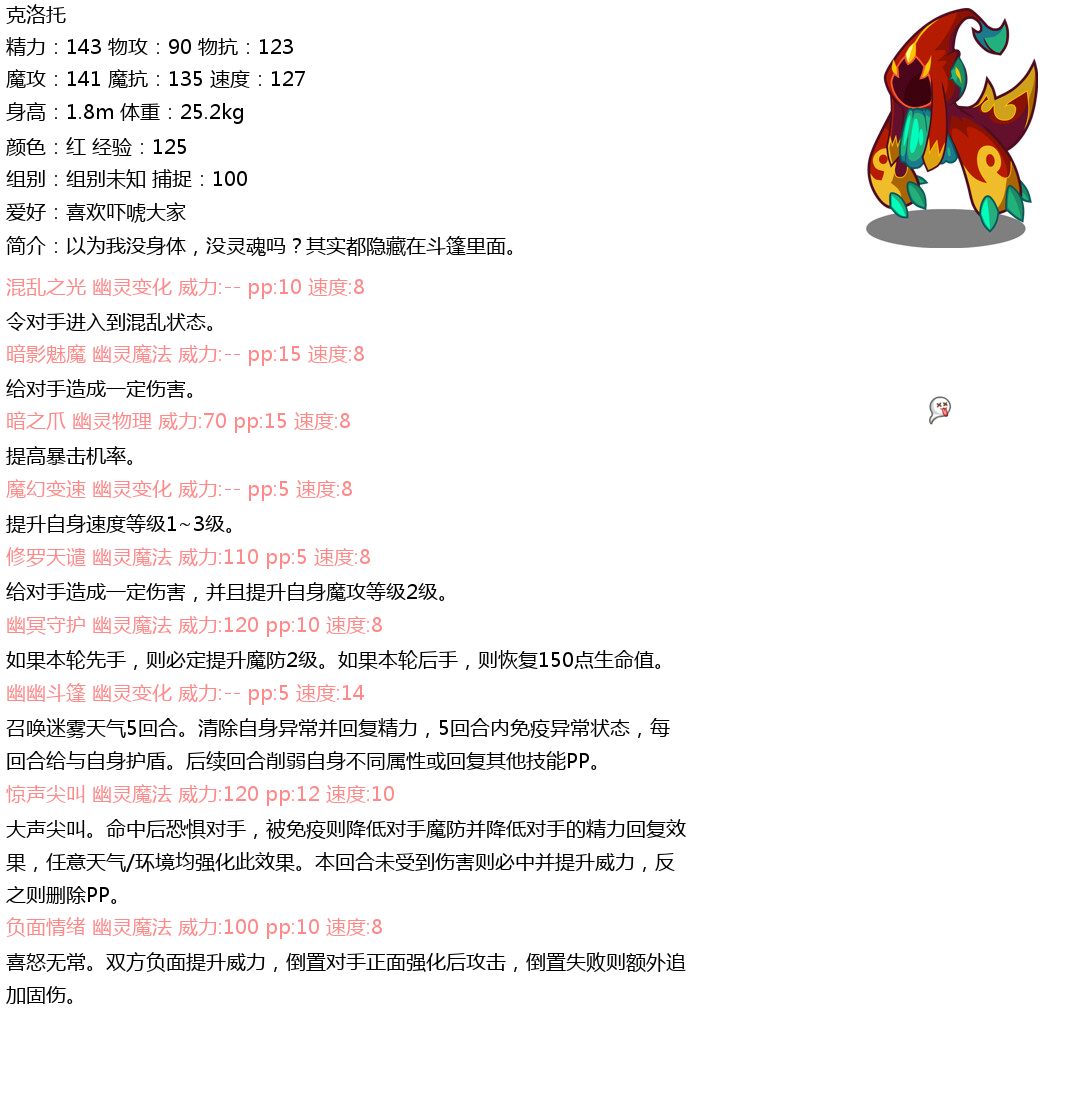 克洛托
精力：143 物攻：90 物抗：123
魔攻：141 魔抗：135 速度：127
身高：1.8m 体重：25.2kg
颜色：红 经验：125
组别：组别未知 捕捉：100
爱好：喜欢吓唬大家
简介：以为我没身体，没灵魂吗？其实都隐藏在斗篷里面。
混乱之光 幽灵变化 威力:-- pp:10 速度:8
令对手进入到混乱状态。
暗影魅魔 幽灵魔法 威力:-- pp:15 速度:8
给对手造成一定伤害。
暗之爪 幽灵物理 威力:70 pp:15 速度:8
提高暴击机率。
魔幻变速 幽灵变化 威力:-- pp:5 速度:8
提升自身速度等级1~3级。
修罗天谴 幽灵魔法 威力:110 pp:5 速度:8
给对手造成一定伤害，并且提升自身魔攻等级2级。
幽冥守护 幽灵魔法 威力:120 pp:10 速度:8
如果本轮先手，则必定提升魔防2级。如果本轮后手，则恢复150点生命值。
幽幽斗篷 幽灵变化 威力:-- pp:5 速度:14
召唤迷雾天气5回合。清除自身异常并回复精力，5回合内免疫异常状态，每
回合给与自身护盾。后续回合削弱自身不同属性或回复其他技能PP。
惊声尖叫 幽灵魔法 威力:120 pp:12 速度:10
大声尖叫。命中后恐惧对手，被免疫则降低对手魔防并降低对手的精力回复效
果，任意天气/环境均强化此效果。本回合未受到伤害则必中并提升威力，反
之则删除PP。
负面情绪 幽灵魔法 威力:100 pp:10 速度:8
喜怒无常。双方负面提升威力，倒置对手正面强化后攻击，倒置失败则额外追
加固伤。